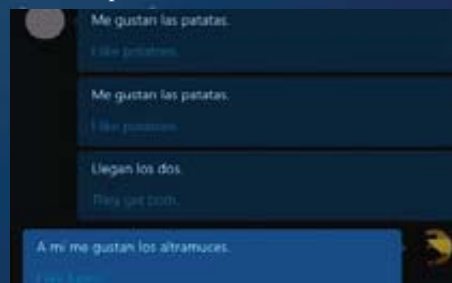 Me gustan las patatas.
I like potatoes.
Me gustan las patatas.
I like potatoes.
Llegan los dos.
They get both.
A mí me gustan los altramuces.
I like